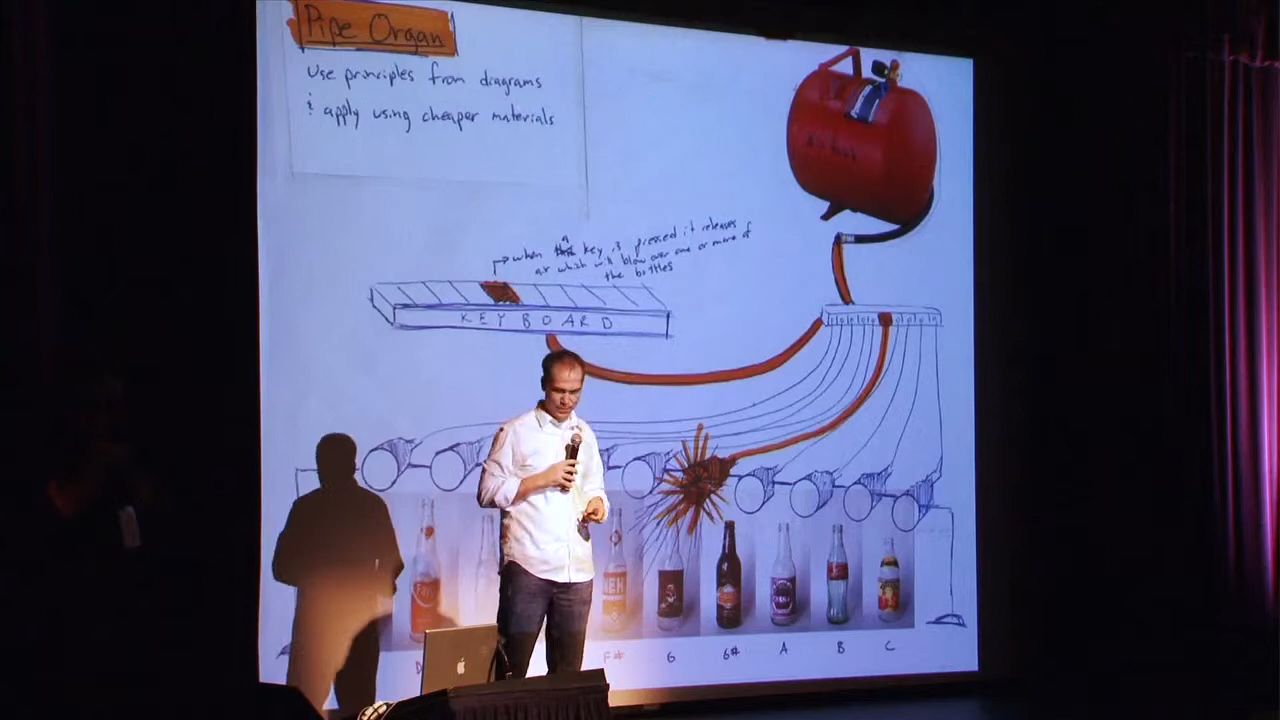 Pipe Organ
Use principles from diagrams
& apply using cheaper materials
when a key is pressed it releases
air which will blow over one or more of
the bottles
KEYBOARD
D
F# G G# A B C